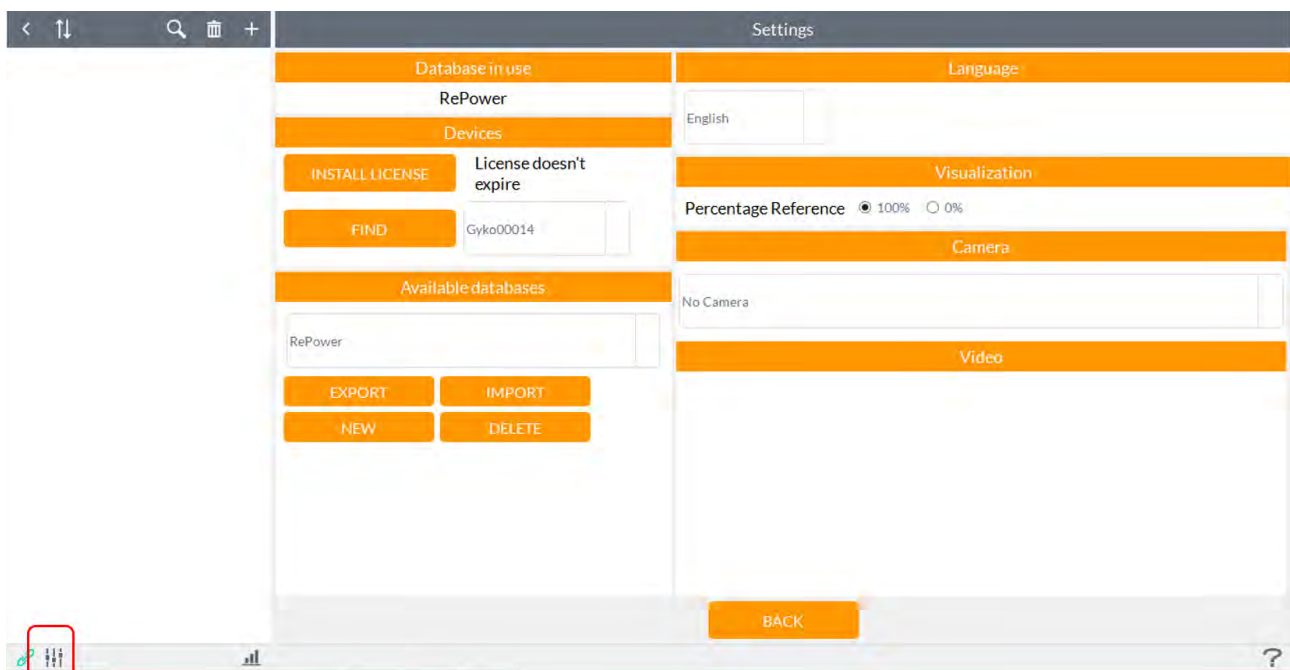 Settings
Database in use
RePower
Devices
INSTALL LICENSE
License doesn't
expire
FIND
Gyko00014
Available databases
RePower
EXPORT
IMPORT
NEW
DELETE
Language
English
Visualization
Percentage Reference 100% 0%
Camera
No Camera
Video
BACK
?